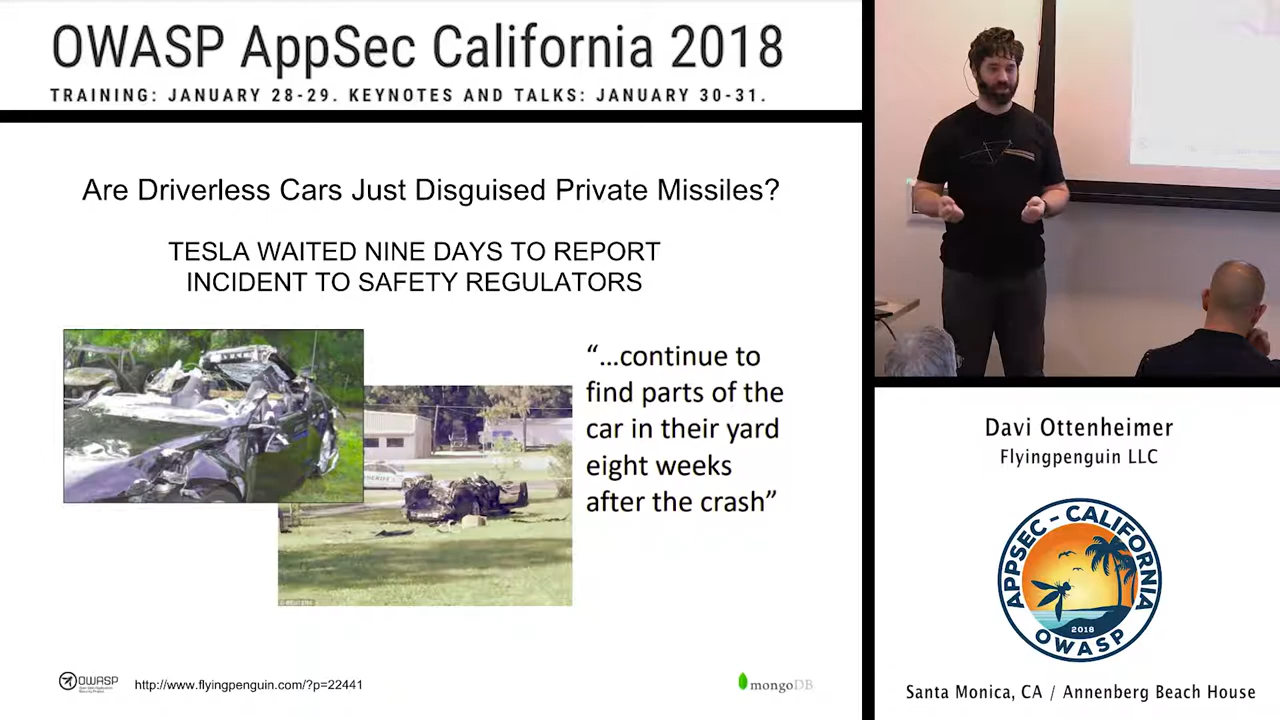 OWASP AppSec California 2018
TRAINING: JANUARY 28-29. KEYNOTES AND TALKS: JANUARY 30-31.
Are Driverless Cars Just Disguised Private Missiles?
TESLA WAITED NINE DAYS TO REPORT
INCIDENT TO SAFETY REGULATORS
“...continue to
find parts of the
car in their yard
eight weeks
after the crash”
OWASP
http://www.flyingpenguin.com/?p=22441
mongoDB
Davi Ottenheimer
Flyingpenguin LLC
APPSEC - CALIFORNIA
2018
OWASP
Santa Monica, CA / Annenberg Beach House